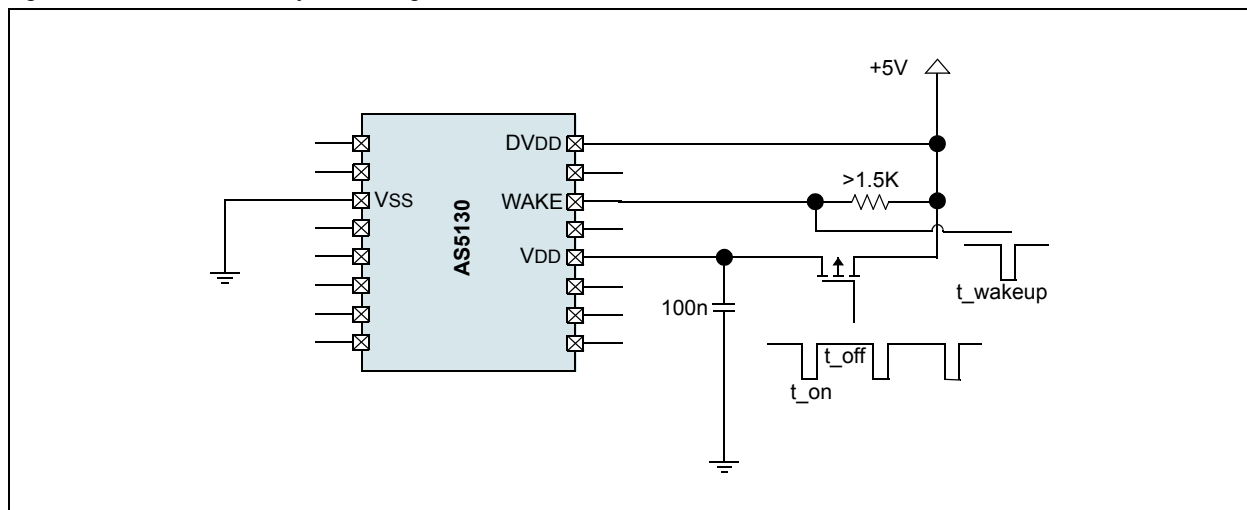 +5V
DVDD
>1.5K
VSS
WAKE
AS5130
VDD
100n
t_wakeup
t_off
t_on